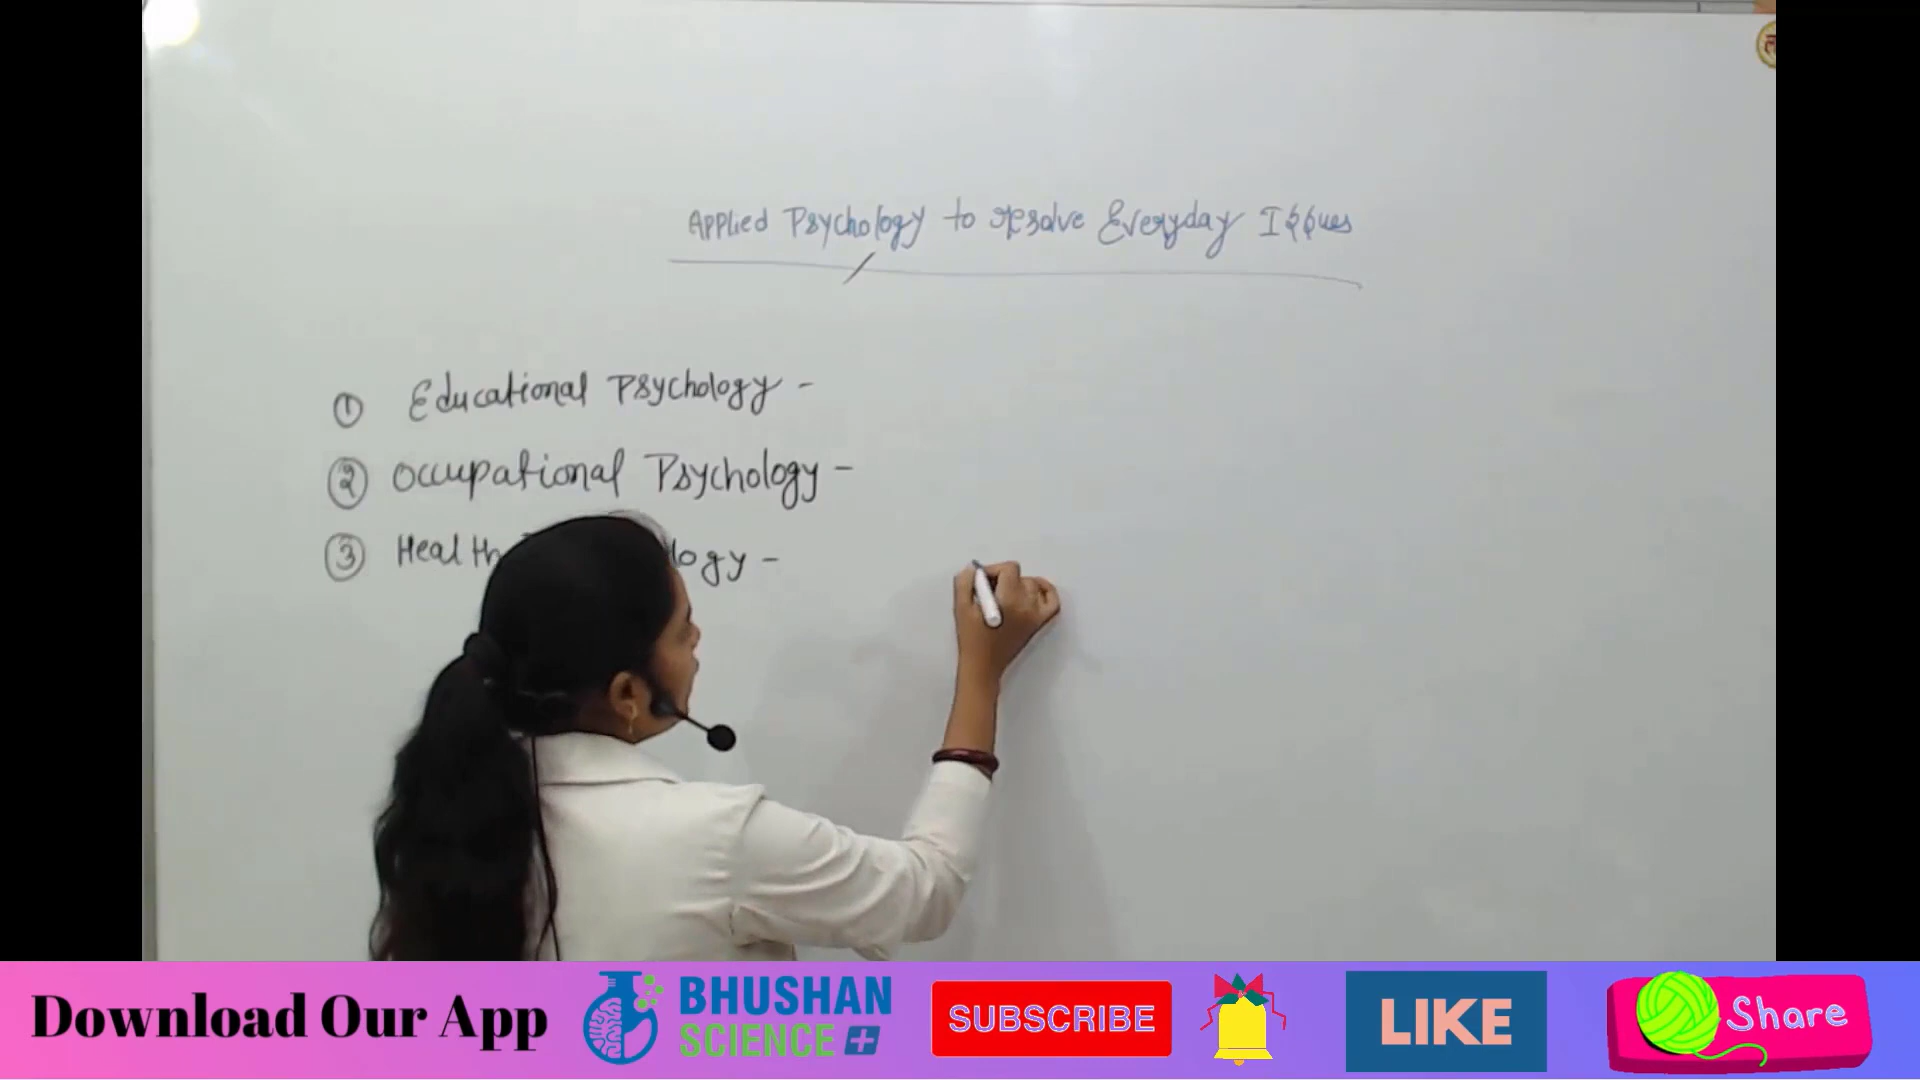 Applied Psychology to resolve Everyday Issues
① Educational Psychology -
② Occupational Psychology -
③ Health logy -
Download Our App
BHUSHAN
SCIENCE
SUBSCRIBE
LIKE
Share